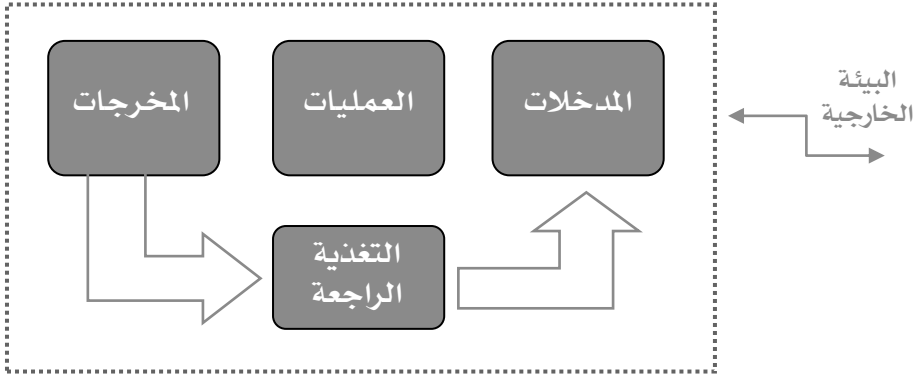 البيئة
الخارجية
المدخلات
العمليات
المخرجات
التغذية
الراجعة